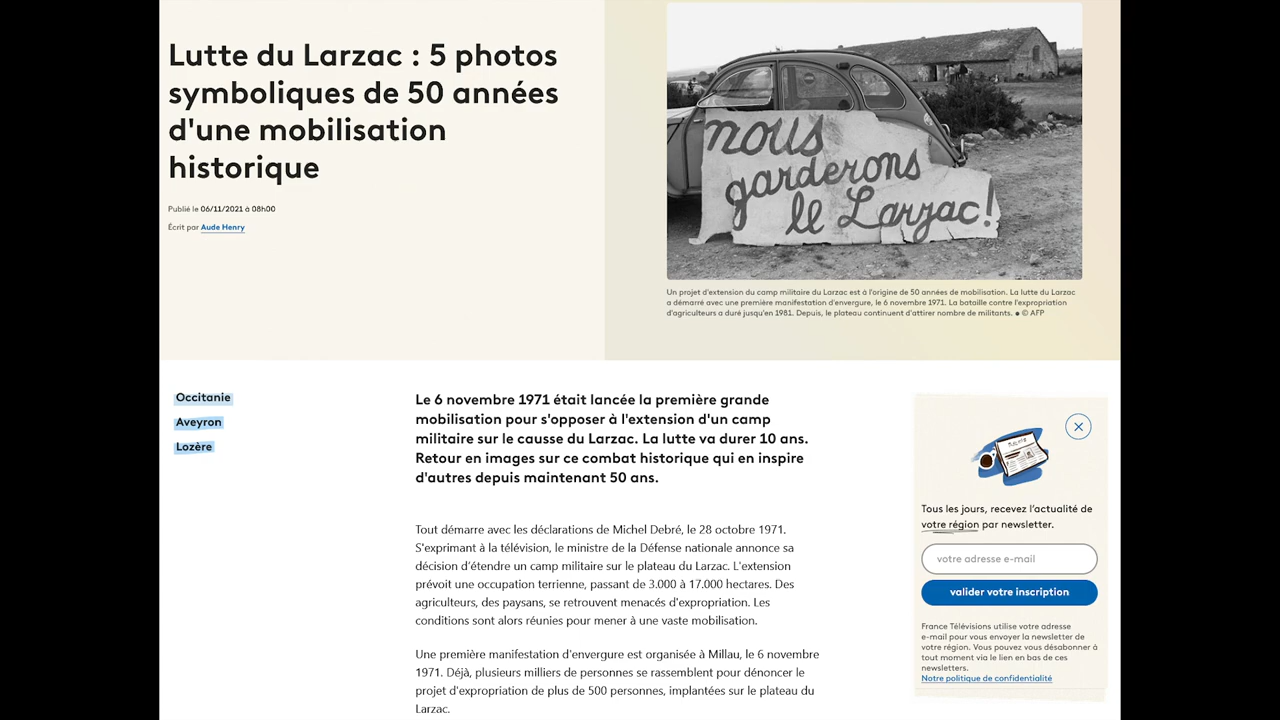 Lutte du Larzac : 5 photos
symboliques de 50 années
d'une mobilisation
historique
Publié le 06/11/2021 à 08h00
Écrit par Aude Henry
nous
garderons
le Larzac!
Un projet d'extension du camp militaire du Larzac est à l'origine de 50 années de mobilisation. La lutte du Larzac
a démarré avec une première manifestation d'envergure, le 6 novembre 1971. La bataille contre l'expropriation
d'agriculteurs a duré jusqu'en 1981. Depuis, le plateau continuent d'attirer nombre de militants. • © AFP
Occitanie
Aveyron
Lozère
Le 6 novembre 1971 était lancée la première grande
mobilisation pour s'opposer à l'extension d'un camp
militaire sur le causse du Larzac. La lutte va durer 10 ans.
Retour en images sur ce combat historique qui en inspire
d'autres depuis maintenant 50 ans.
Tout démarre avec les déclarations de Michel Debré, le 28 octobre 1971.
S'exprimant à la télévision, le ministre de la Défense nationale annonce sa
décision d'étendre un camp militaire sur le plateau du Larzac. L'extension
prévoit une occupation terrienne, passant de 3.000 à 17.000 hectares. Des
agriculteurs, des paysans, se retrouvent menacés d'expropriation. Les
conditions sont alors réunies pour mener à une vaste mobilisation.
Une première manifestation d'envergure est organisée à Millau, le 6 novembre
1971. Déjà, plusieurs milliers de personnes se rassemblent pour dénoncer le
projet d'expropriation de plus de 500 personnes, implantées sur le plateau du
Larzac.
Tous les jours, recevez l'actualité de
votre région par newsletter.
votre adresse e-mail
valider votre inscription
France Télévisions utilise votre adresse
e-mail pour vous envoyer la newsletter de
votre région. Vous pouvez vous désabonner à
tout moment via le lien en bas de ces
newsletters.
Notre politique de confidentialité